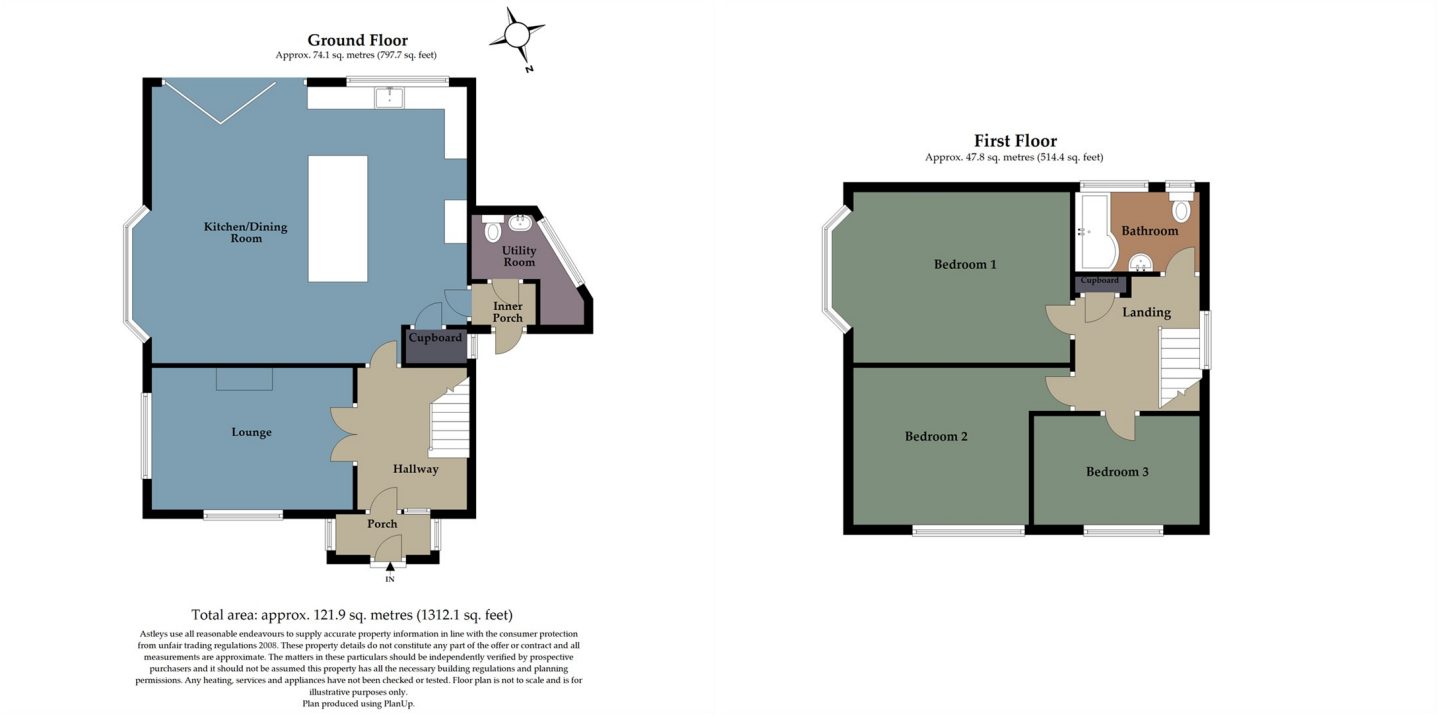 Ground Floor
Approx. 74.1 sq. metres (797.7 sq. feet)
N
Kitchen/Dining
Room
Utility
Room
Inner
Porch
Cupboard
Lounge
Hallway
Porch
IN
First Floor
Approx. 47.8 sq. metres (514.4 sq. feet)
Bedroom 1
Bathroom
Cupboard
Landing
Bedroom 2
Bedroom 3
Total area: approx. 121.9 sq. metres (1312.1 sq. feet)
Astleys use all reasonable endeavours to supply accurate property information in line with the consumer protection
from unfair trading regulations 2008. These property details do not constitute any part of the offer or contract and all
measurements are approximate. The matters in these particulars should be independently verified by prospective
purchasers and it should not be assumed this property has all the necessary building regulations and planning
permissions. Any heating, services and appliances have not been checked or tested. Floor plan is not to scale and is for
illustrative purposes only.
Plan produced using PlanUp.